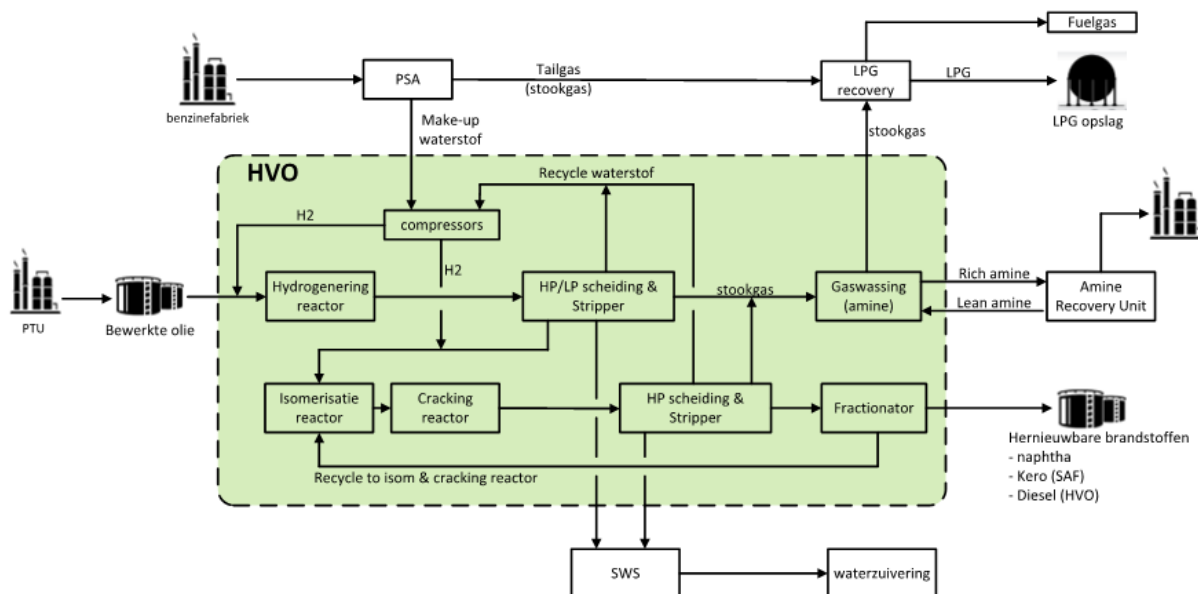 Fuelgas
PSA
Tailgas
(stookgas)
LPG
recovery
LPG
benzinefabriek
LPG opslag
Make-up
waterstof
stookgas
HVO
Recycle waterstof
H2
compressors
H2
Hydrogenering
reactor
HP/LP scheiding &
Stripper
stookgas
Gaswassing
(amine)
Rich amine
Lean amine
Amine
Recovery Unit
PTU
Bewerkte olie
Isomerisatie
reactor
Cracking
reactor
HP scheiding &
Stripper
Fractionator
Hernieuwbare brandstoffen
- naphtha
- Kero (SAF)
- Diesel (HVO)
Recycle to isom & cracking reactor
SWS
waterzuivering